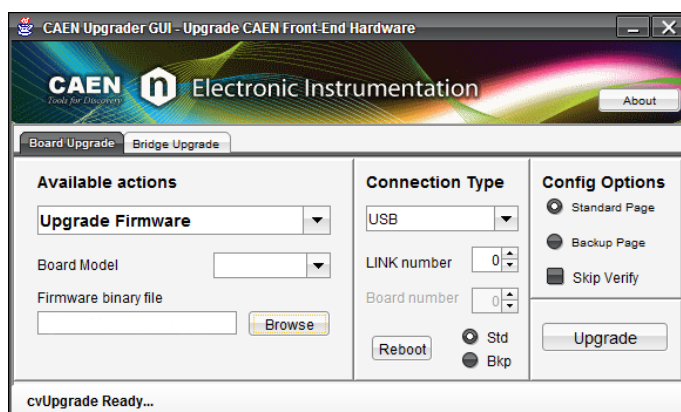 CAEN Upgrader GUI - Upgrade CAEN Front-End Hardware
CAEN n Electronic Instrumentation
Tools for Discovery
About
Board Upgrade Bridge Upgrade
Available actions
Upgrade Firmware
Board Model
Firmware binary file
Browse
Connection Type
USB
LINK number 0
Board number 0
Reboot
Std
Bkp
Config Options
Standard Page
Backup Page
Skip Verify
Upgrade
cvUpgrade Ready...